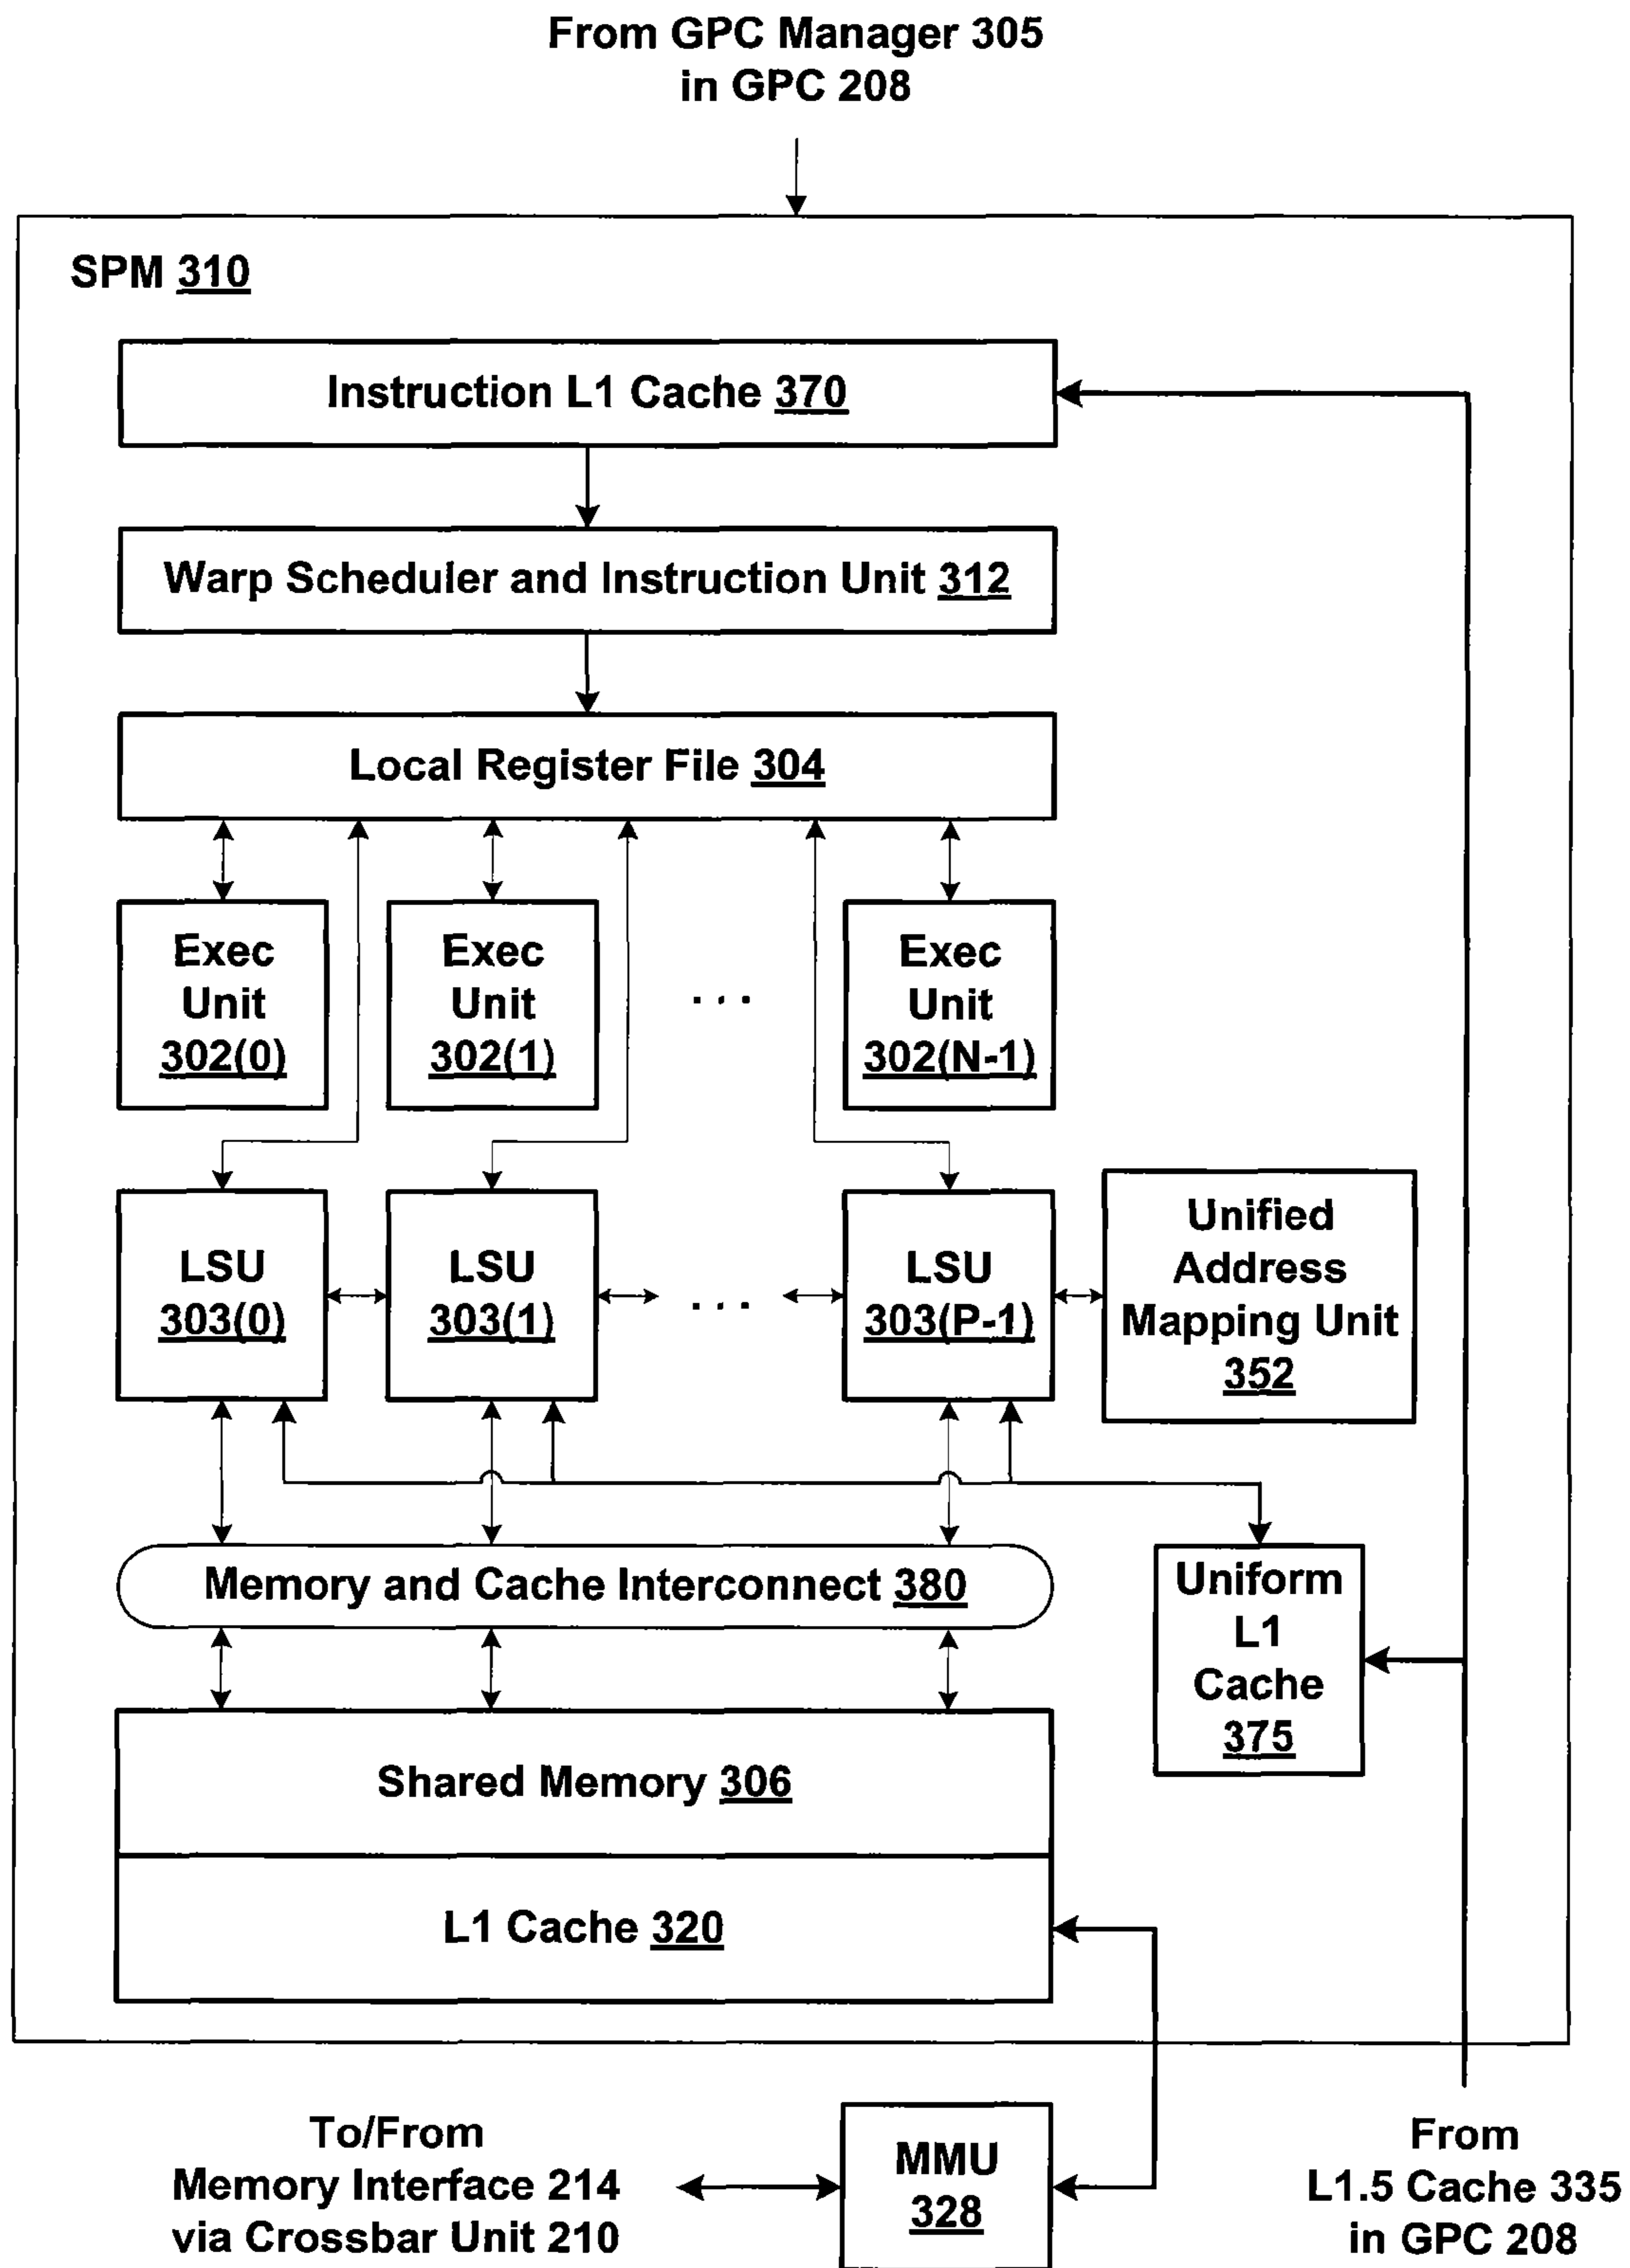 From GPC Manager 305
in GPC 208
SPM 310
Instruction L1 Cache 370
Warp Scheduler and Instruction Unit 312
Local Register File 304
Exec
Unit
302(0)
Exec
Unit
302(1)
. . .
Exec
Unit
302(N-1)
LSU
303(0)
LSU
303(1)
. . .
LSU
303(P-1)
Unified
Address
Mapping Unit
352
Memory and Cache Interconnect 380
Uniform
L1
Cache
375
Shared Memory 306
L1 Cache 320
To/From
Memory Interface 214
via Crossbar Unit 210
MMU
328
From
L1.5 Cache 335
in GPC 208